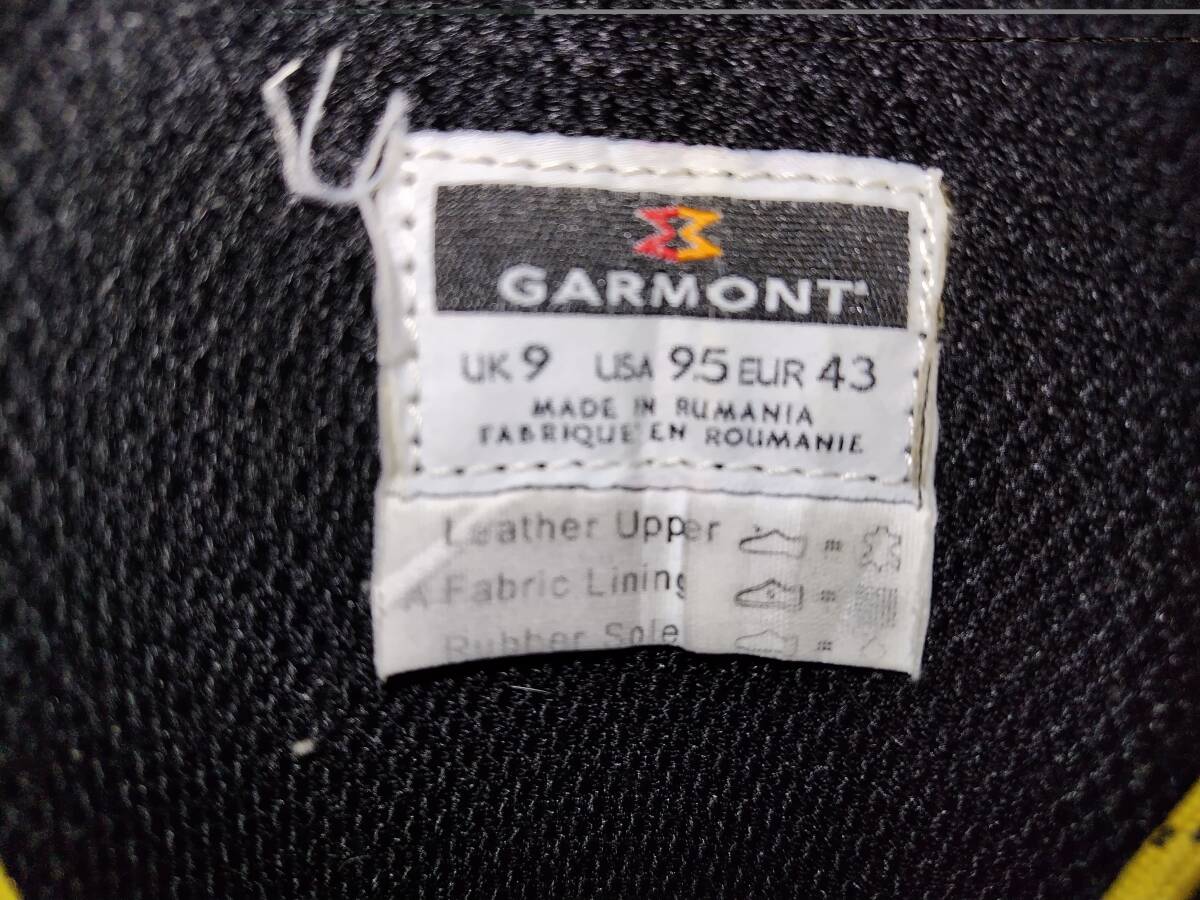 GARMONT
UK 9 USA 9.5 EUR 43
MADE IN RUMANIA
FABRIQUE EN ROUMANIE
Leather Upper =
Fabric Lining =
Rubber Sole =